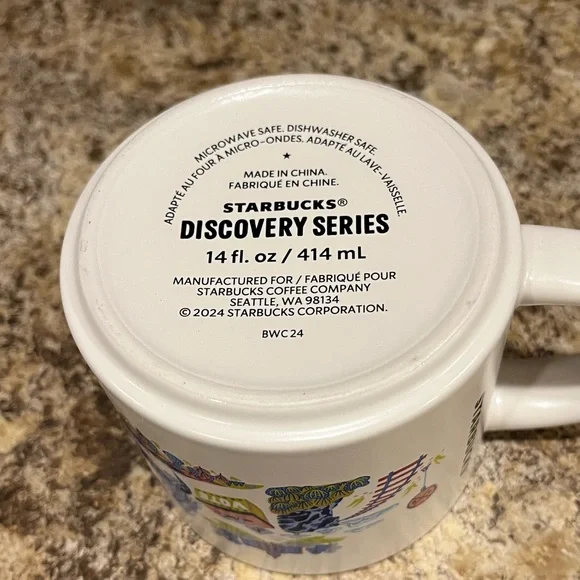 MICROWAVE SAFE. DISHWASHER SAFE.
ADAPTÉ AU FOUR À MICRO-ONDES. ADAPTÉ AU LAVE-VAISSELLE.
MADE IN CHINA.
FABRIQUÉ EN CHINE.
STARBUCKS®
DISCOVERY SERIES
14 fl. oz / 414 mL
MANUFACTURED FOR / FABRIQUÉ POUR
STARBUCKS COFFEE COMPANY
SEATTLE, WA 98134
© 2024 STARBUCKS CORPORATION.
BWC 24